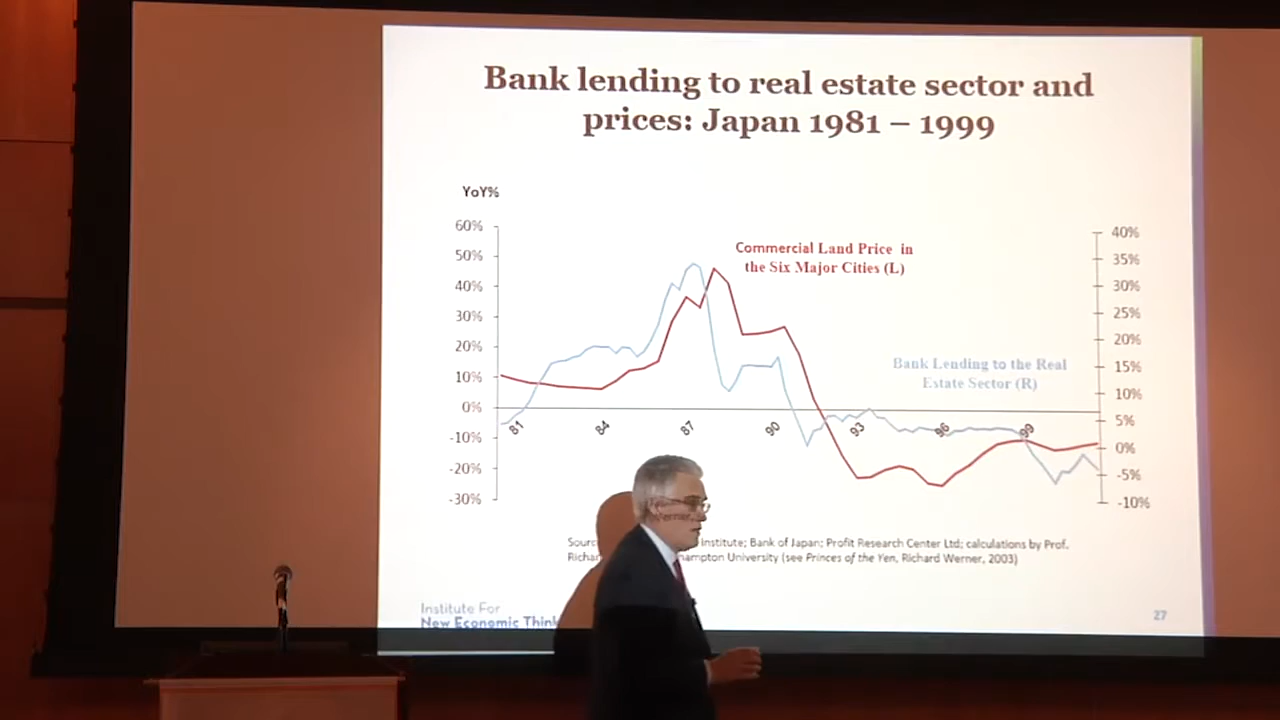 Bank lending to real estate sector and
prices: Japan 1981 – 1999
YoY%
60%
50%
40%
30%
20%
10%
0%
-10%
-20%
-30%
40%
35%
30%
25%
20%
15%
10%
5%
0%
-5%
-10%
Commercial Land Price in
the Six Major Cities (L)
Bank Lending to the Real
Estate Sector (R)
81
84
87
90
93
96
99
Institute; Bank of Japan; Profit Research Center Ltd; calculations by Prof.
University (see Princes of the Yen, Richard Werner, 2003)
Institute For
New Economic
27